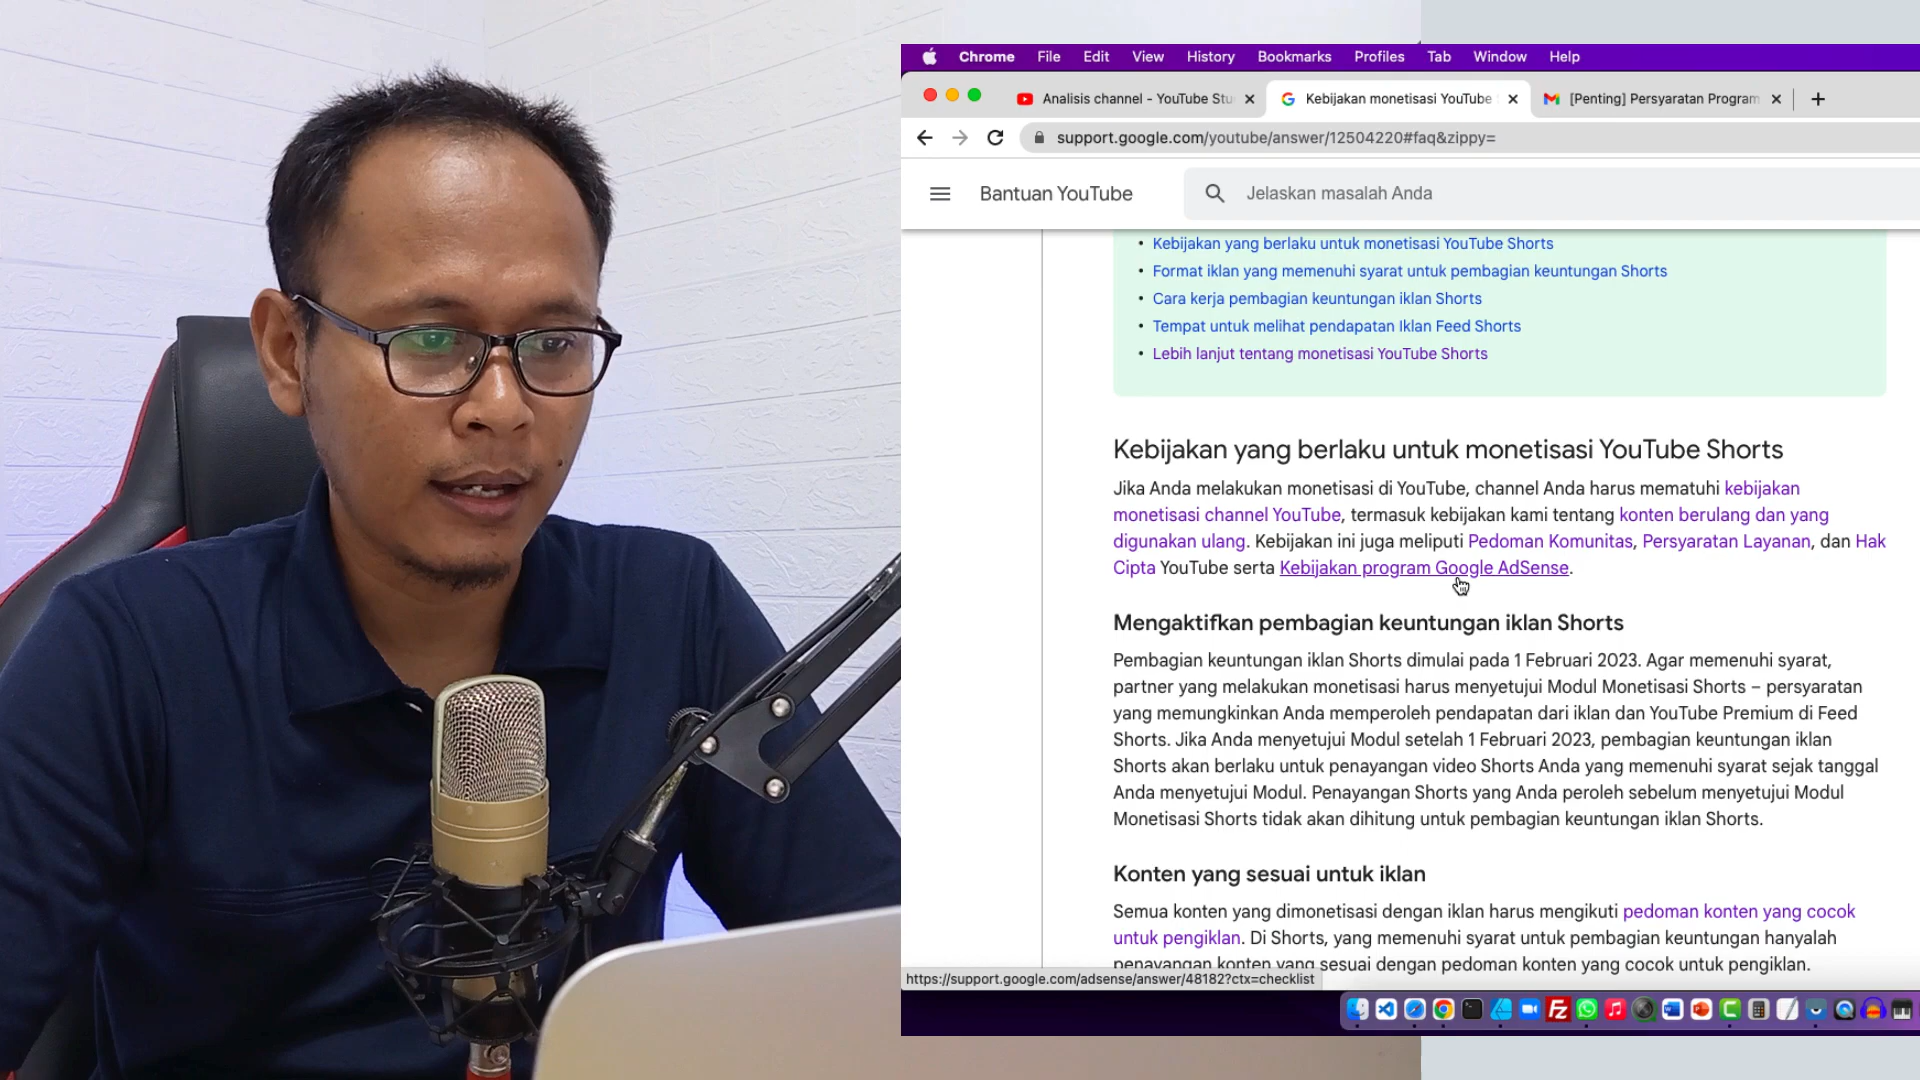 Chrome File Edit View History Bookmarks Profiles Tab Window Help
Analisis channel - YouTube Stu
Kebijakan monetisasi YouTube
[Penting] Persyaratan Program
support.google.com/youtube/answer/12504220#faq&zippy=
Bantuan YouTube
Jelaskan masalah Anda
• Kebijakan yang berlaku untuk monetisasi YouTube Shorts
• Format iklan yang memenuhi syarat untuk pembagian keuntungan Shorts
• Cara kerja pembagian keuntungan iklan Shorts
• Tempat untuk melihat pendapatan Iklan Feed Shorts
• Lebih lanjut tentang monetisasi YouTube Shorts
Kebijakan yang berlaku untuk monetisasi YouTube Shorts
Jika Anda melakukan monetisasi di YouTube, channel Anda harus mematuhi kebijakan
monetisasi channel YouTube, termasuk kebijakan kami tentang konten berulang dan yang
digunakan ulang. Kebijakan ini juga meliputi Pedoman Komunitas, Persyaratan Layanan, dan Hak
Cipta YouTube serta Kebijakan program Google AdSense.
Mengaktifkan pembagian keuntungan iklan Shorts
Pembagian keuntungan iklan Shorts dimulai pada 1 Februari 2023. Agar memenuhi syarat,
partner yang melakukan monetisasi harus menyetujui Modul Monetisasi Shorts – persyaratan
yang memungkinkan Anda memperoleh pendapatan dari iklan dan YouTube Premium di Feed
Shorts. Jika Anda menyetujui Modul setelah 1 Februari 2023, pembagian keuntungan iklan
Shorts akan berlaku untuk penayangan video Shorts Anda yang memenuhi syarat sejak tanggal
Anda menyetujui Modul. Penayangan Shorts yang Anda peroleh sebelum menyetujui Modul
Monetisasi Shorts tidak akan dihitung untuk pembagian keuntungan iklan Shorts.
Konten yang sesuai untuk iklan
Semua konten yang dimonetisasi dengan iklan harus mengikuti pedoman konten yang cocok
untuk pengiklan. Di Shorts, yang memenuhi syarat untuk pembagian keuntungan hanyalah
penayangan konten yang sesuai dengan pedoman konten yang cocok untuk pengiklan.
https://support.google.com/adsense/answer/48182?ctx=checklist